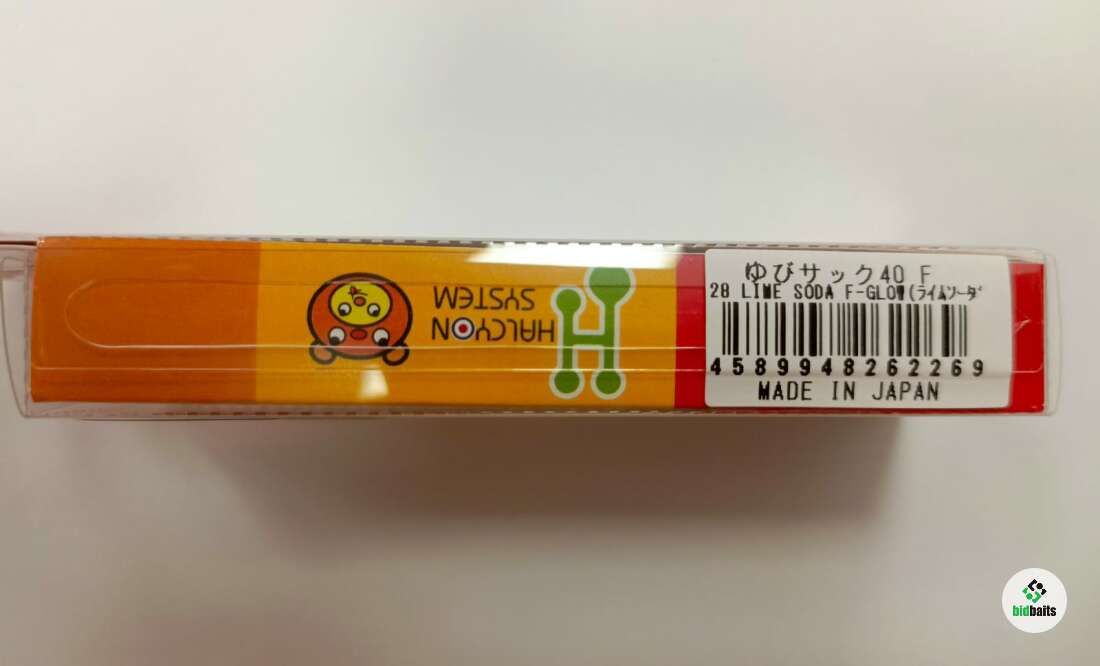 HALCYON
SYSTEM
ゆびサック40 F
28 LIME SODA F-GLOW(ライムソーダ
4589948262269
MADE IN JAPAN
bidbaits